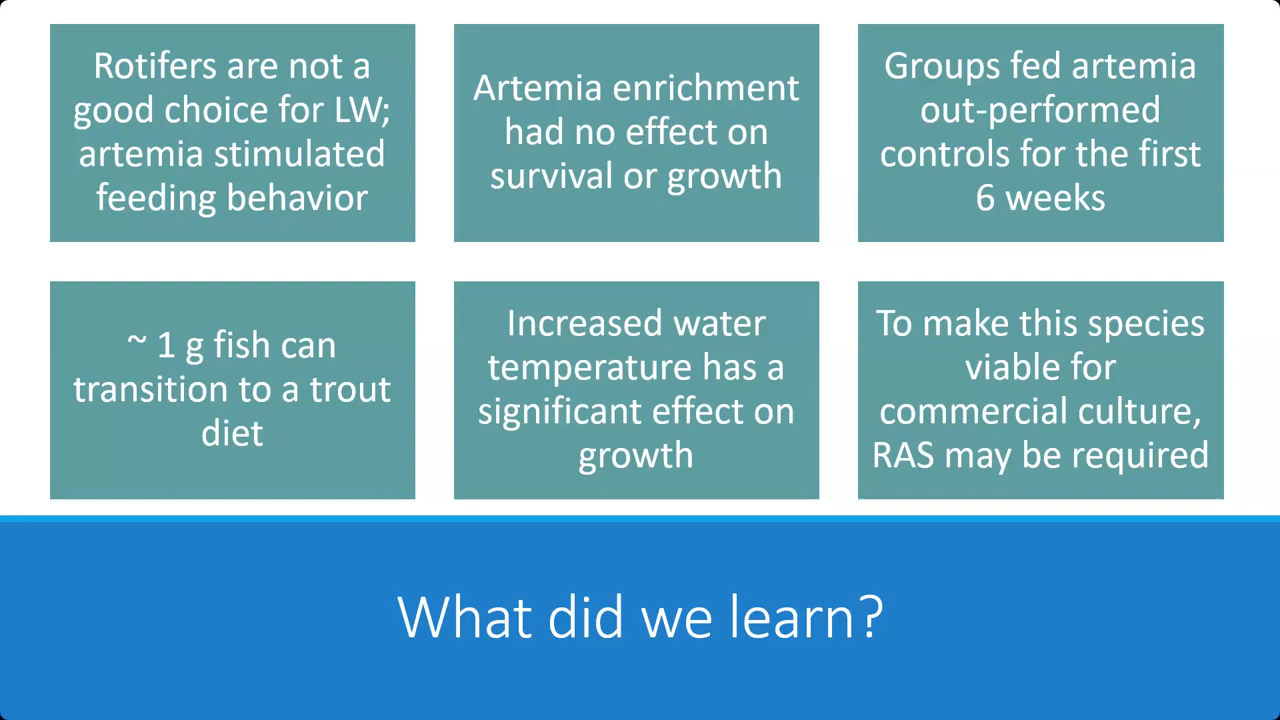 Rotifers are not a
good choice for LW;
artemia stimulated
feeding behavior
Artemia enrichment
had no effect on
survival or growth
Groups fed artemia
out-performed
controls for the first
6 weeks
~ 1 g fish can
transition to a trout
diet
Increased water
temperature has a
significant effect on
growth
To make this species
viable for
commercial culture,
RAS may be required
What did we learn?